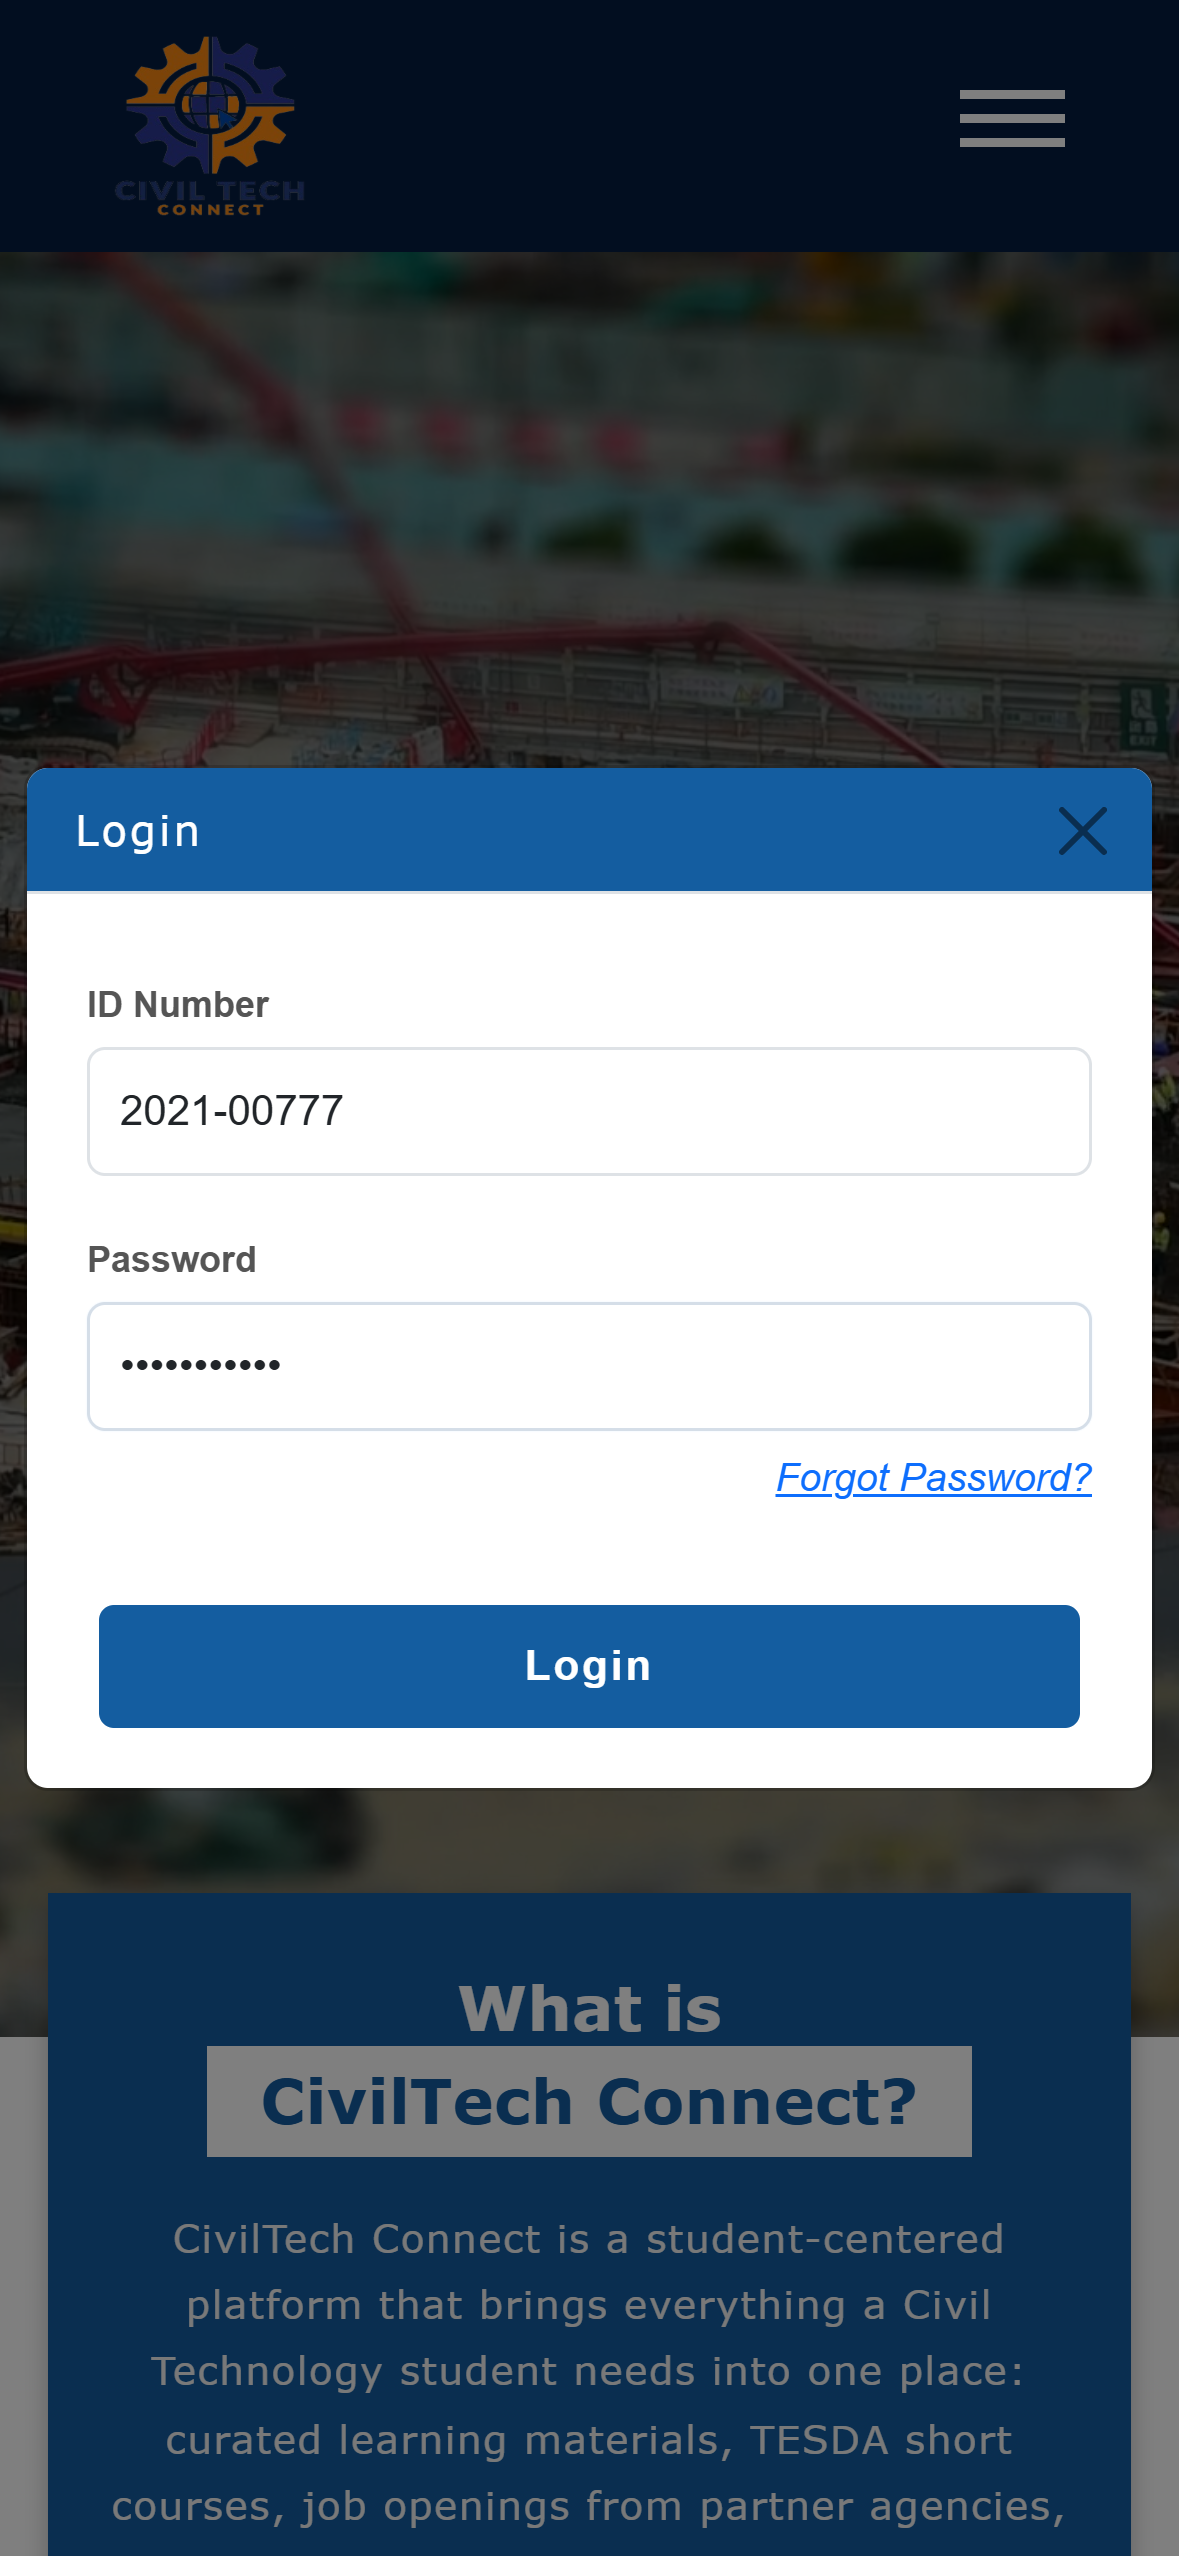 CIVIL TECH
CONNECT
EXIT
Login
ID Number
2021-00777
Password
•••••••••••
Forgot Password?
Login
What is
CivilTech Connect?
CivilTech Connect is a student-centered
platform that brings everything a Civil
Technology student needs into one place:
curated learning materials, TESDA short
courses, job openings from partner agencies,